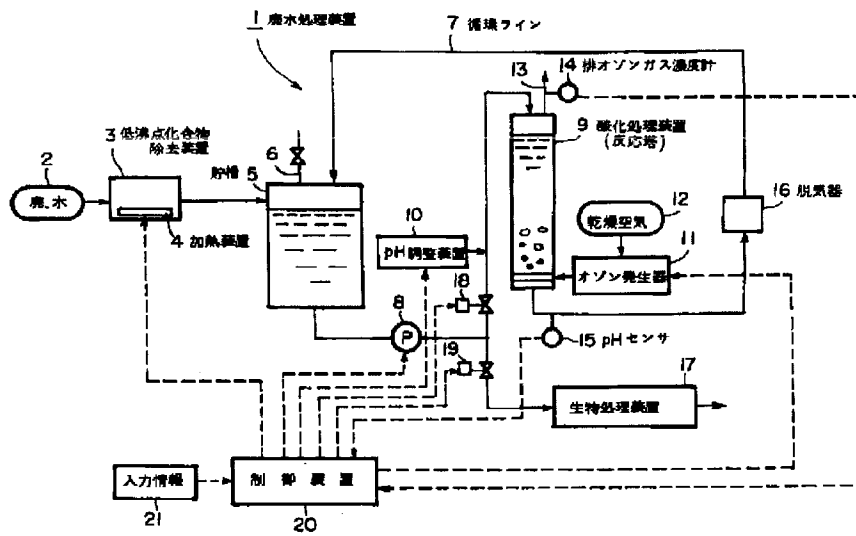 1 廃水処理装置
7 循環ライン
13
14 排オゾンガス濃度計
3 低沸点化合物
除去装置
9 酸化処理装置
(反応塔)
2
廃水
貯槽
6
5
4 加熱装置
10
pH調整装置
12
乾燥空気
16 脱気器
11
オゾン発生器
18
8
P
19
15 pHセンサ
17
生物処理装置
入力情報
21
制御装置
20